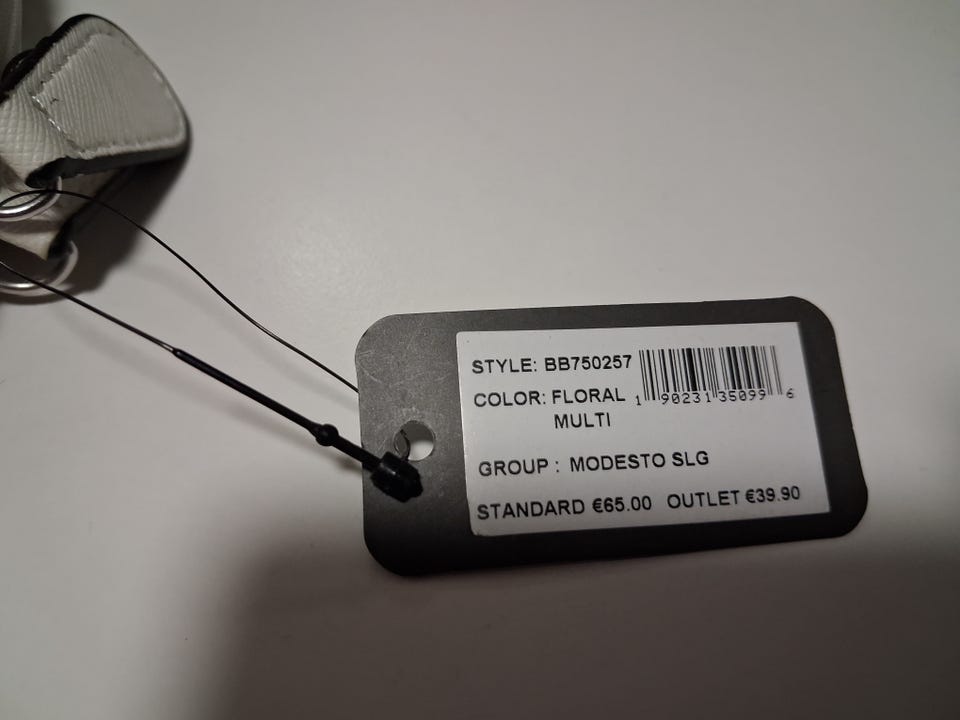 STYLE: BB750257
COLOR: FLORAL
MULTI
1 90231 35099 6
GROUP : MODESTO SLG
STANDARD €65.00 OUTLET €39.90